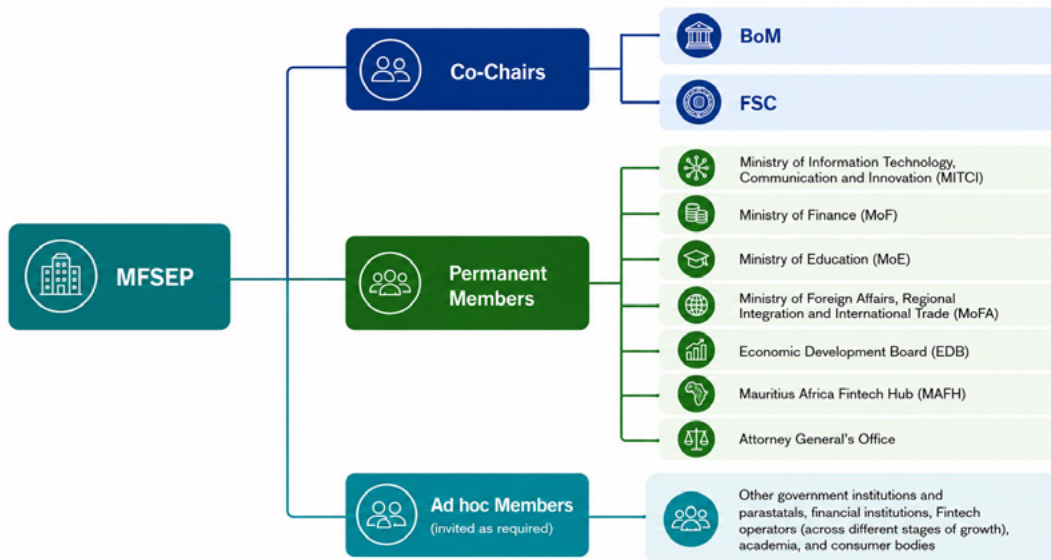 MFSEP
Co-Chairs
BoM
FSC
Permanent
Members
Ministry of Information Technology,
Communication and Innovation (MITCI)
Ministry of Finance (MoF)
Ministry of Education (MoE)
Ministry of Foreign Affairs, Regional
Integration and International Trade (MoFA)
Economic Development Board (EDB)
Mauritius Africa Fintech Hub (MAFH)
Attorney General's Office
Ad hoc Members
(invited as required)
Other government institutions and
parastatals, financial institutions, Fintech
operators (across different stages of growth),
academia, and consumer bodies